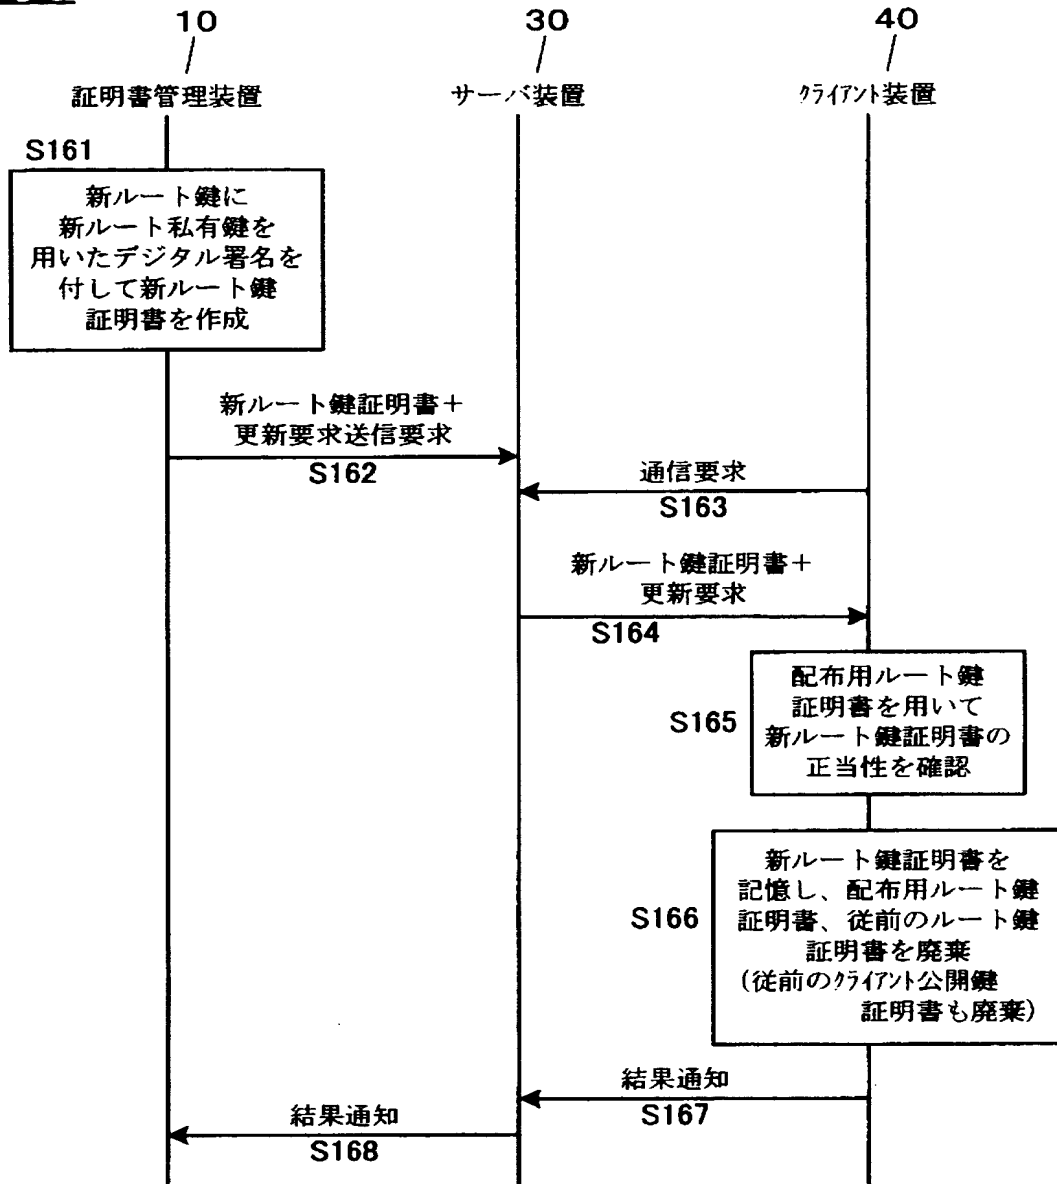 10
30
40
証明書管理装置
サーバ装置
クライアント装置
S161
新ルート鍵に
新ルート私有鍵を
用いたデジタル署名を
付して新ルート鍵
証明書を作成
新ルート鍵証明書＋
更新要求送信要求
S162
通信要求
S163
新ルート鍵証明書＋
更新要求
S164
S165
配布用ルート鍵
証明書を用いて
新ルート鍵証明書の
正当性を確認
S166
新ルート鍵証明書を
記憶し、配布用ルート鍵
証明書、従前のルート鍵
証明書を廃棄
(従前のクライアント公開鍵
証明書も廃棄)
結果通知
S167
結果通知
S168